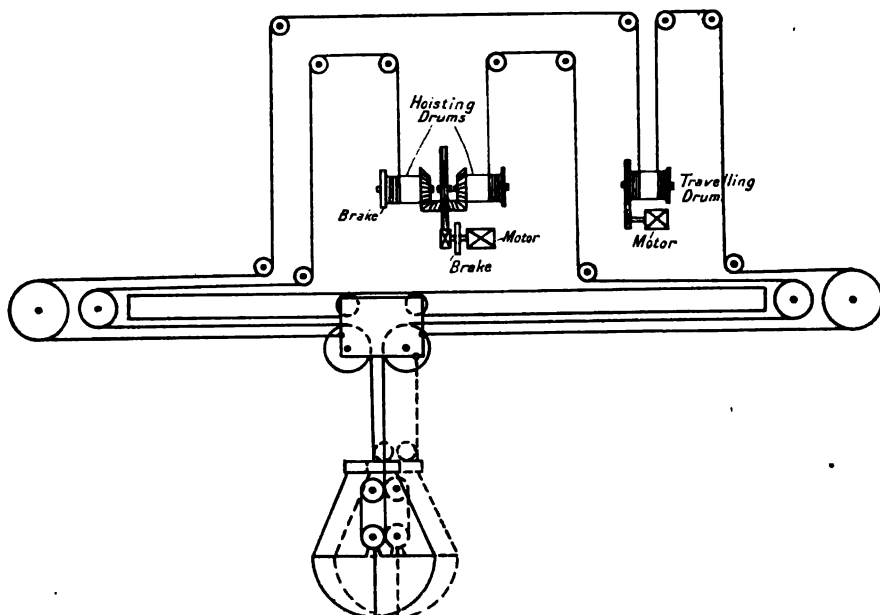 Hoisting
Drums
Brake
Motor
Brake
Travelling
Drum.
Motor